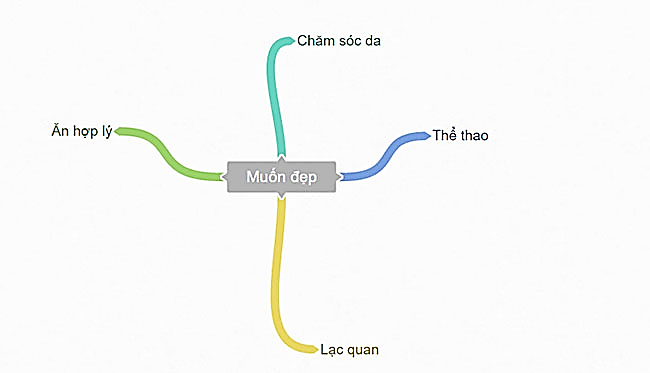 Chăm sóc da
Ăn hợp lý
Thể thao
Muốn đẹp
Lạc quan